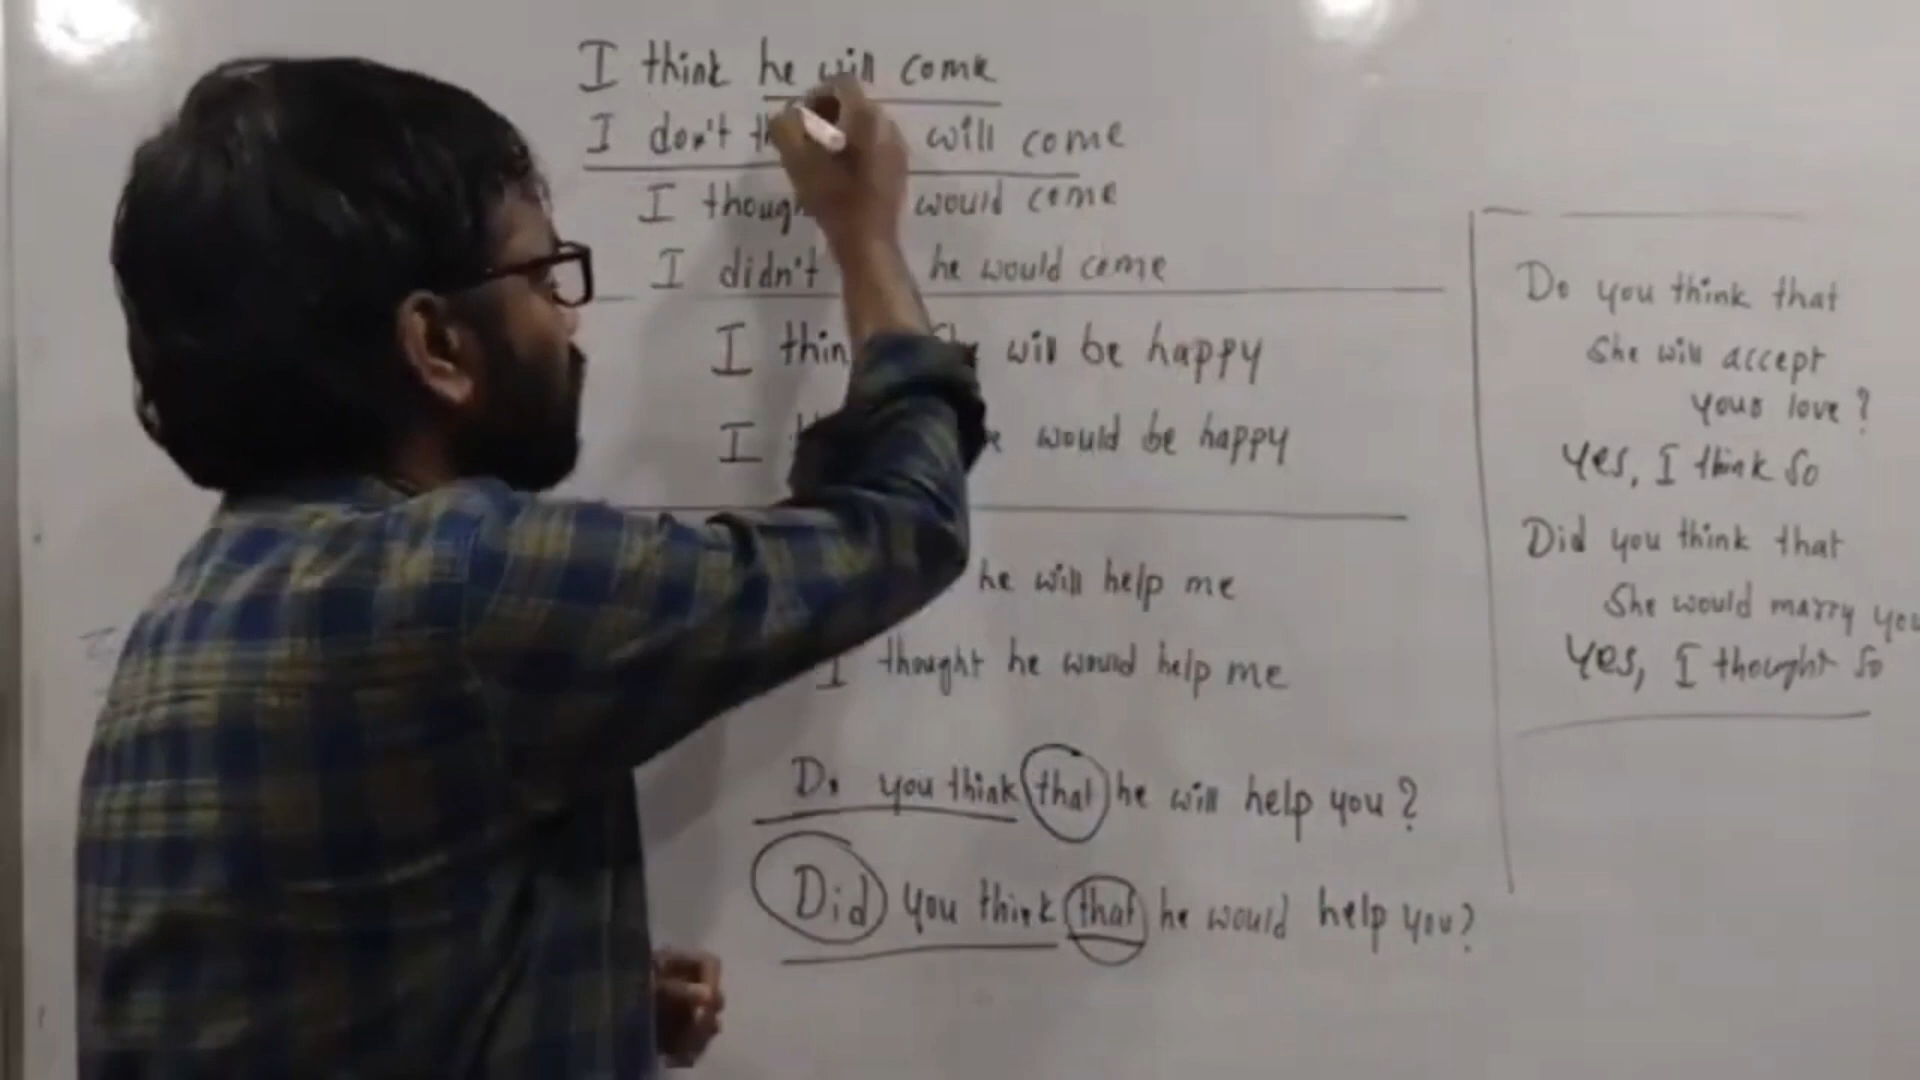 I think he will come
I don't will come
I would come
I didn't he would come
I will be happy
I would be happy
he will help me
I thought he would help me
Do you think that he will help you?
Did you think that he would help you?
Do you think that
She will accept
your love?
Yes, I think so
Did you think that
She would marry you
Yes, I thought so